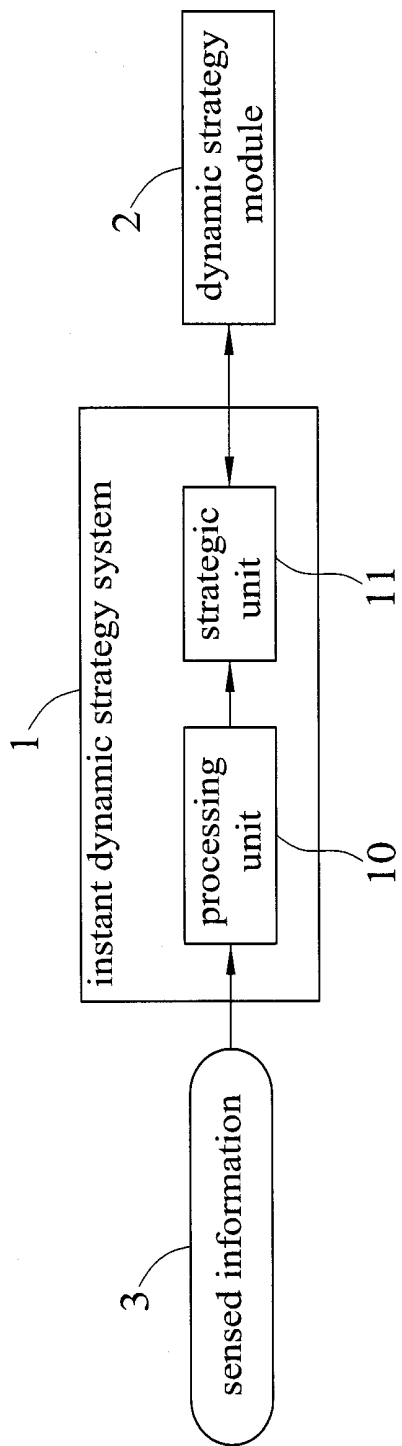 1
instant dynamic strategy system
3
sensed information
processing
unit
10
strategic
unit
11
2
dynamic strategy
module